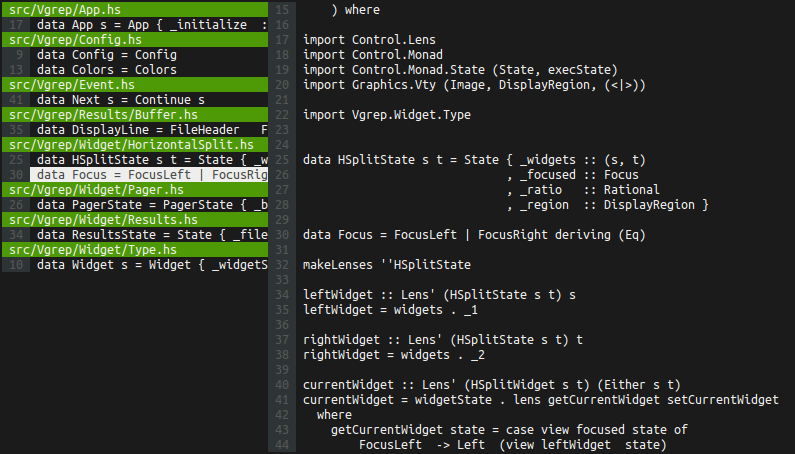 src/Vgrep/App.hs
17 data App s = App { _initialize  :
src/Vgrep/Config.hs
9 data Config = Config
13 data Colors = Colors
src/Vgrep/Event.hs
41 data Next s = Continue s
src/Vgrep/Results/Buffer.hs
35 data DisplayLine = FileHeader   F
src/Vgrep/Widget/HorizontalSplit.hs
25 data HSplitState s t = State { _w
30 data Focus = FocusLeft | FocusRig
src/Vgrep/Widget/Pager.hs
26 data PagerState = PagerState { _b
src/Vgrep/Widget/Results.hs
34 data ResultsState = State { _file
src/Vgrep/Widget/Type.hs
10 data Widget s = Widget { _widgetS
15     ) where
16
17 import Control.Lens
18 import Control.Monad
19 import Control.Monad.State (State, execState)
20 import Graphics.Vty (Image, DisplayRegion, (<|>))
21
22 import Vgrep.Widget.Type
23
24
25 data HSplitState s t = State { _widgets :: (s, t)
26                              , _focused :: Focus
27                              , _ratio   :: Rational
28                              , _region  :: DisplayRegion }
29
30 data Focus = FocusLeft | FocusRight deriving (Eq)
31
32 makeLenses ''HSplitState
33
34 leftWidget :: Lens' (HSplitState s t) s
35 leftWidget = widgets . _1
36
37 rightWidget :: Lens' (HSplitState s t) t
38 rightWidget = widgets . _2
39
40 currentWidget :: Lens' (HSplitWidget s t) (Either s t)
41 currentWidget = widgetState . lens getCurrentWidget setCurrentWidget
42   where
43     getCurrentWidget state = case view focused state of
44         FocusLeft  -> Left  (view leftWidget  state)